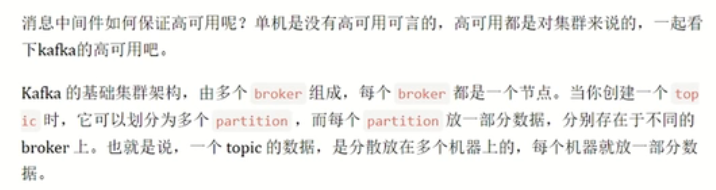 消息中间件如何保证高可用呢？单机是没有高可用可言的，高可用都是对集群来说的，一起看
下kafka的高可用吧。
Kafka 的基础集群架构，由多个 broker 组成，每个 broker 都是一个节点。当你创建一个 top
ic 时，它可以划分为多个 partition ，而每个 partition 放一部分数据，分别存在于不同的
broker 上。也就是说，一个 topic 的数据，是分散放在多个机器上的，每个机器就放一部分数
据。